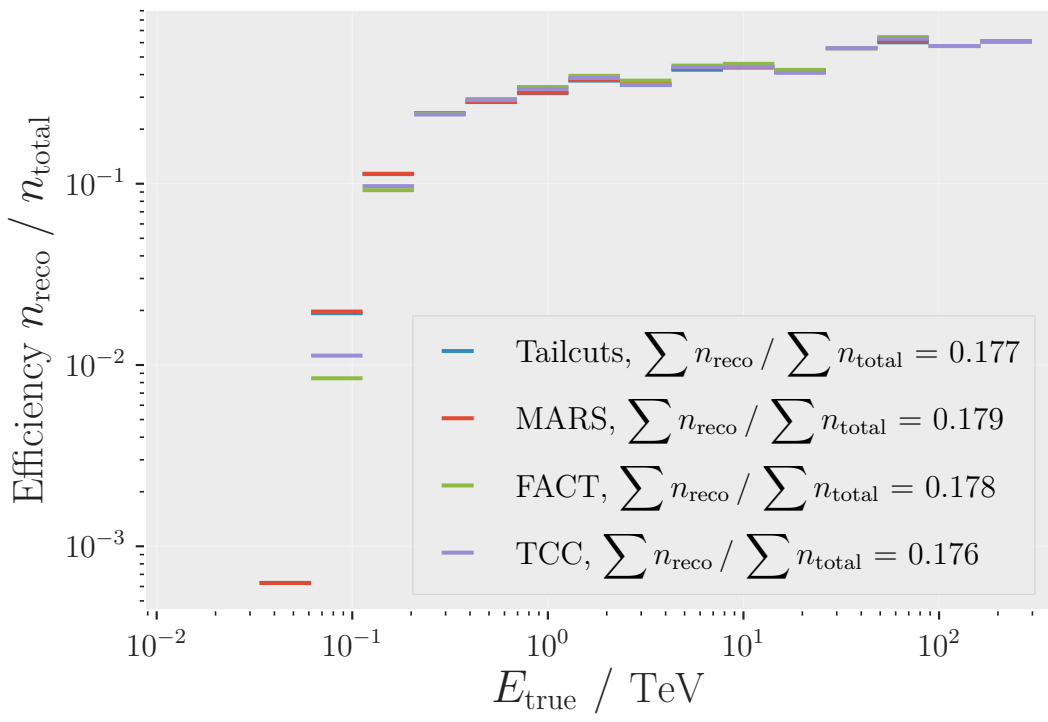 Efficiency n_reco / n_total
10^−1
10^−2
10^−3
Tailcuts, ∑ n_reco / ∑ n_total = 0.177
MARS, ∑ n_reco / ∑ n_total = 0.179
FACT, ∑ n_reco / ∑ n_total = 0.178
TCC, ∑ n_reco / ∑ n_total = 0.176
10^−2 10^−1 10^0 10^1 10^2
E_true / TeV